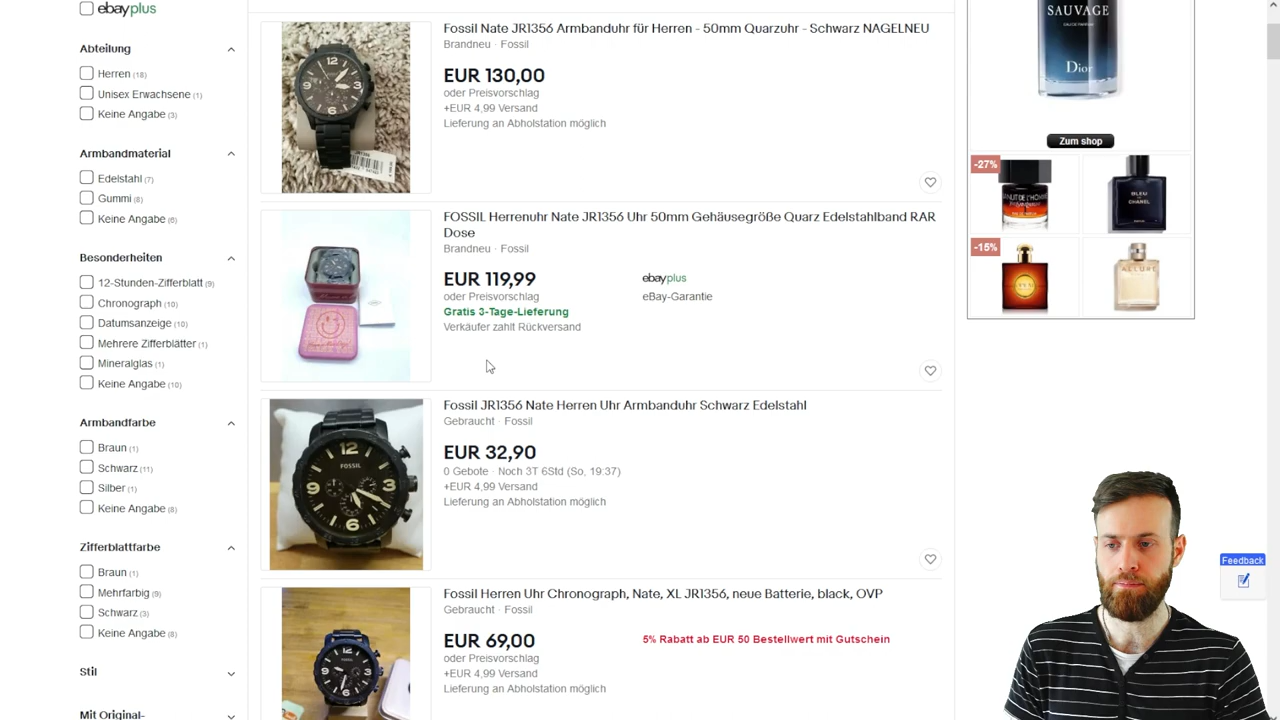 ebayplus
Abteilung
Herren (18)
Unisex Erwachsene (1)
Keine Angabe (3)
Armbandmaterial
Edelstahl (7)
Gummi (8)
Keine Angabe (6)
Besonderheiten
12-Stunden-Zifferblatt (9)
Chronograph (10)
Datumsanzeige (10)
Mehrere Zifferblätter (1)
Mineralglas (1)
Keine Angabe (10)
Armbandfarbe
Braun (1)
Schwarz (11)
Silber (1)
Keine Angabe (8)
Zifferblattfarbe
Braun (1)
Mehrfarbig (9)
Schwarz (3)
Keine Angabe (8)
Stil
Mit Original-
Fossil Nate JR1356 Armbanduhr für Herren - 50mm Quarzuhr - Schwarz NAGELNEU
Brandneu · Fossil
EUR 130,00
oder Preisvorschlag
+EUR 4,99 Versand
Lieferung an Abholstation möglich
FOSSIL Herrenuhr Nate JR1356 Uhr 50mm Gehäusegröße Quarz Edelstahlband RAR
Dose
Brandneu · Fossil
EUR 119,99
oder Preisvorschlag
Gratis 3-Tage-Lieferung
Verkäufer zahlt Rückversand
ebayplus
eBay-Garantie
Fossil JR1356 Nate Herren Uhr Armbanduhr Schwarz Edelstahl
Gebraucht · Fossil
EUR 32,90
0 Gebote · Noch 3T 6Std (So, 19:37)
+EUR 4,99 Versand
Lieferung an Abholstation möglich
FOSSIL
12
9
3
6
Fossil Herren Uhr Chronograph, Nate, XL JR1356, neue Batterie, black, OVP
Gebraucht · Fossil
EUR 69,00
oder Preisvorschlag
+EUR 4,99 Versand
Lieferung an Abholstation möglich
5% Rabatt ab EUR 50 Bestellwert mit Gutschein
SAUVAGE
Dior
Zum shop
-27%
BLEU
CHANEL
-15%
ALLURE
Feedback